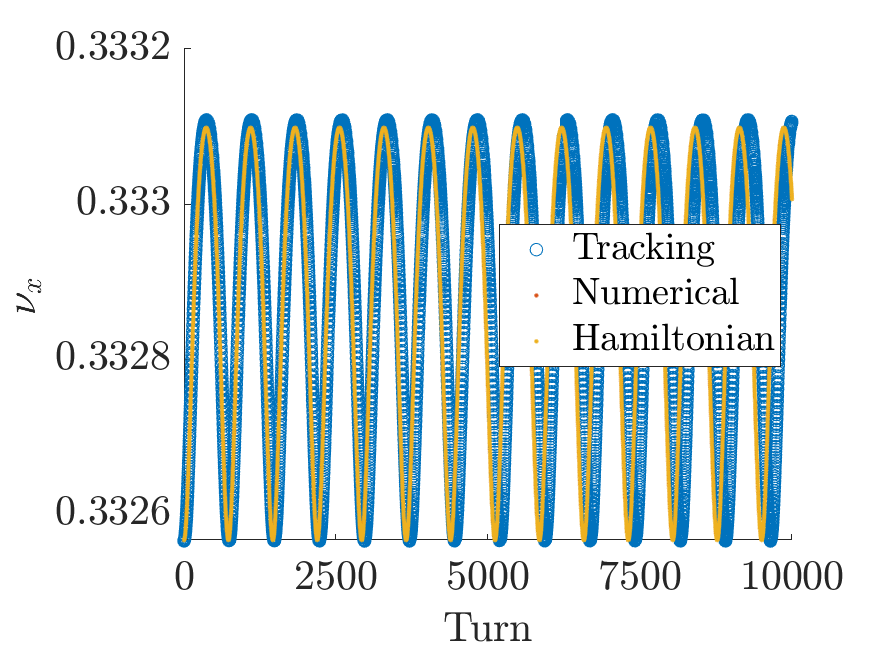 0.3332
0.333
0.3328
0.3326
ν_x
0
2500
5000
7500
10000
Turn
Tracking
Numerical
Hamiltonian